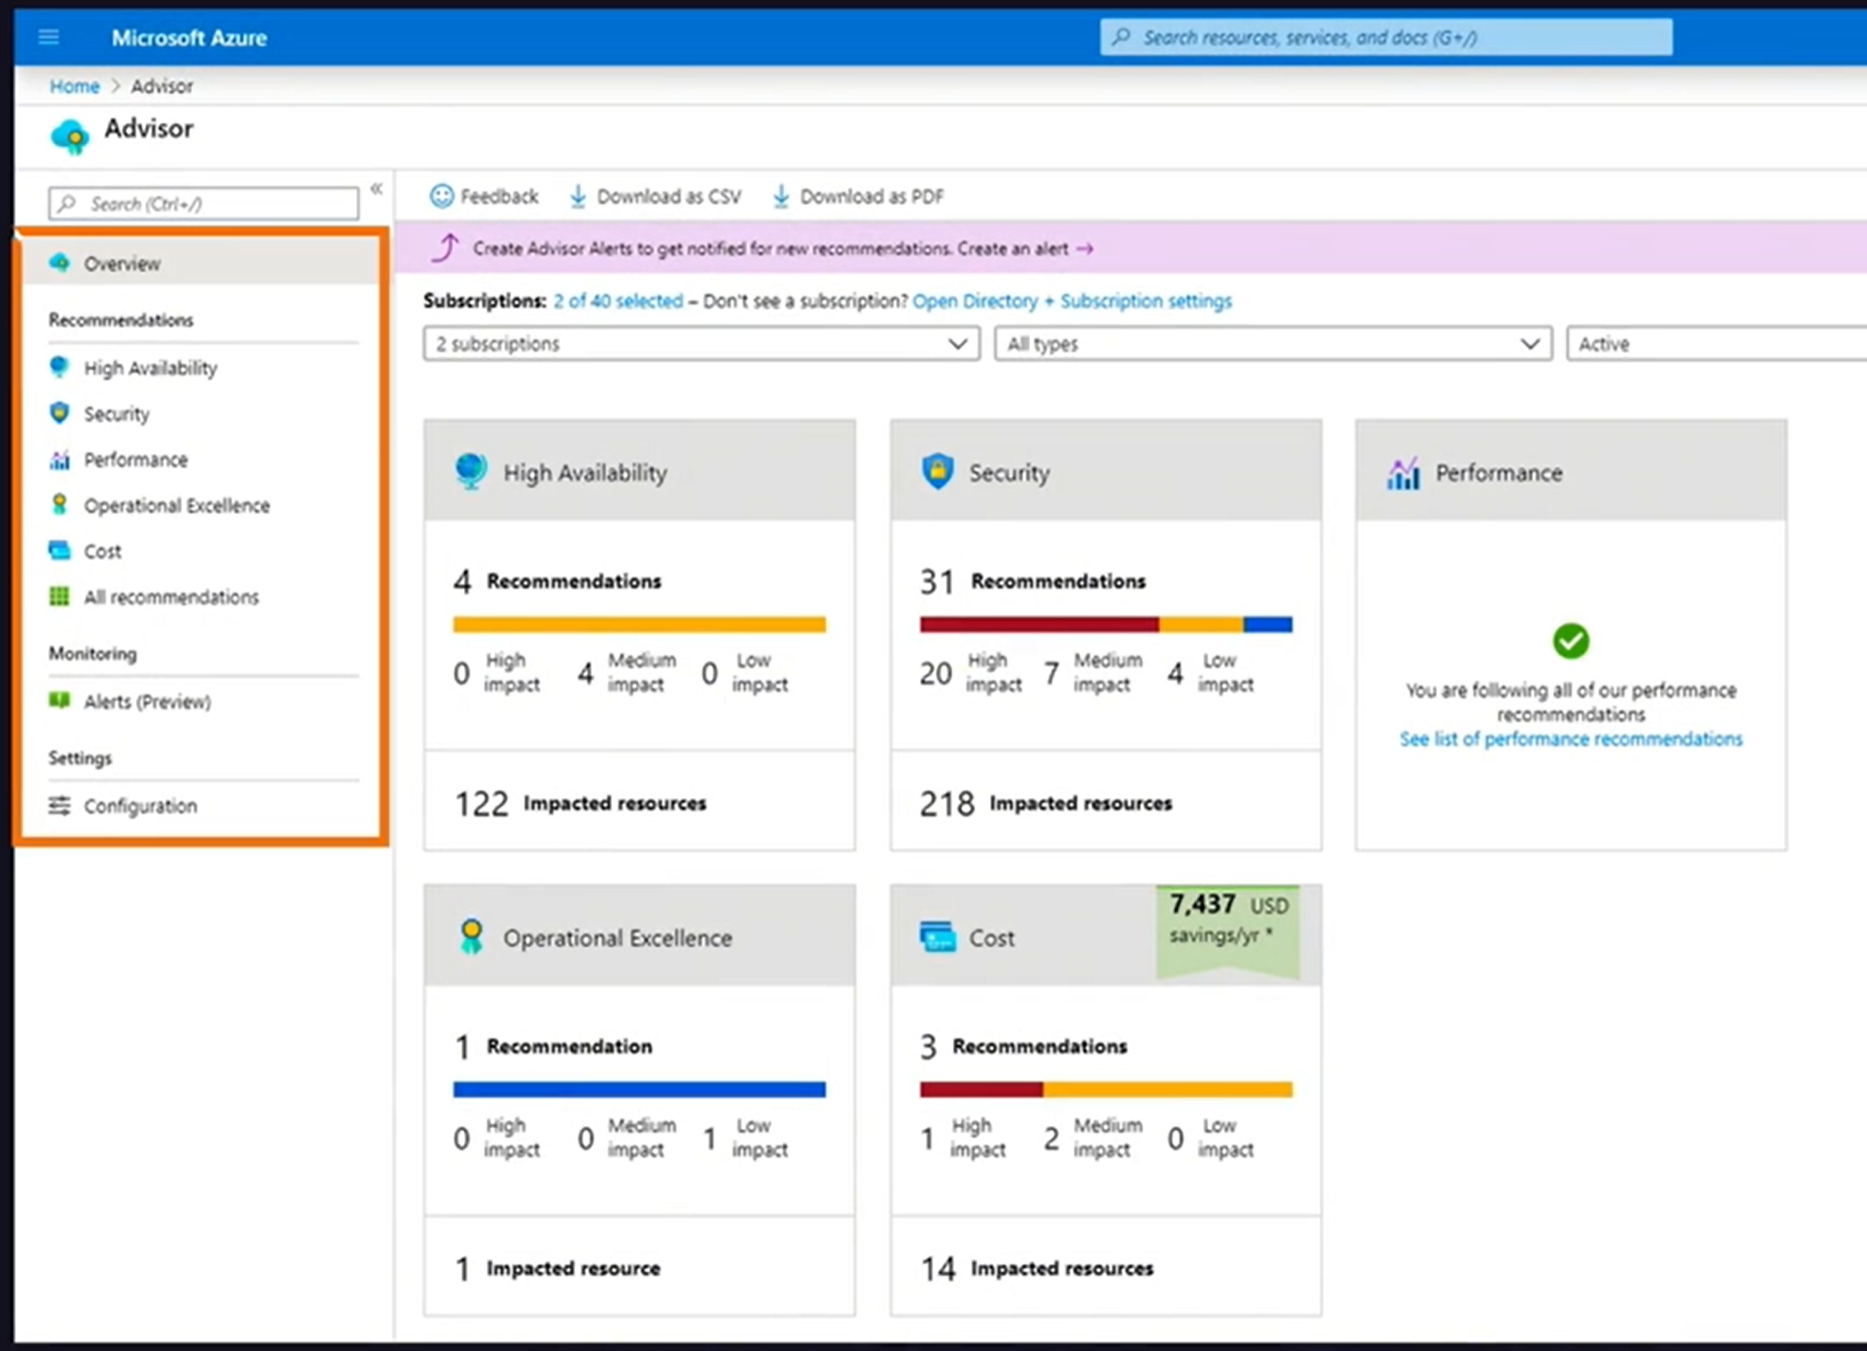 Microsoft Azure
Search resources, services, and docs (G+/)
Home > Advisor
Advisor
Search (Ctrl+/)
«
Overview
Recommendations
High Availability
Security
Performance
Operational Excellence
Cost
All recommendations
Monitoring
Alerts (Preview)
Settings
Configuration
Feedback
Download as CSV
Download as PDF
Create Advisor Alerts to get notified for new recommendations. Create an alert →
Subscriptions: 2 of 40 selected – Don't see a subscription? Open Directory + Subscription settings
2 subscriptions
All types
Active
High Availability
4 Recommendations
0 High impact
4 Medium impact
0 Low impact
122 Impacted resources
Security
31 Recommendations
20 High impact
7 Medium impact
4 Low impact
218 Impacted resources
Performance
You are following all of our performance
recommendations
See list of performance recommendations
Operational Excellence
1 Recommendation
0 High impact
0 Medium impact
1 Low impact
1 Impacted resource
Cost
7,437 USD
savings/yr *
3 Recommendations
1 High impact
2 Medium impact
0 Low impact
14 Impacted resources